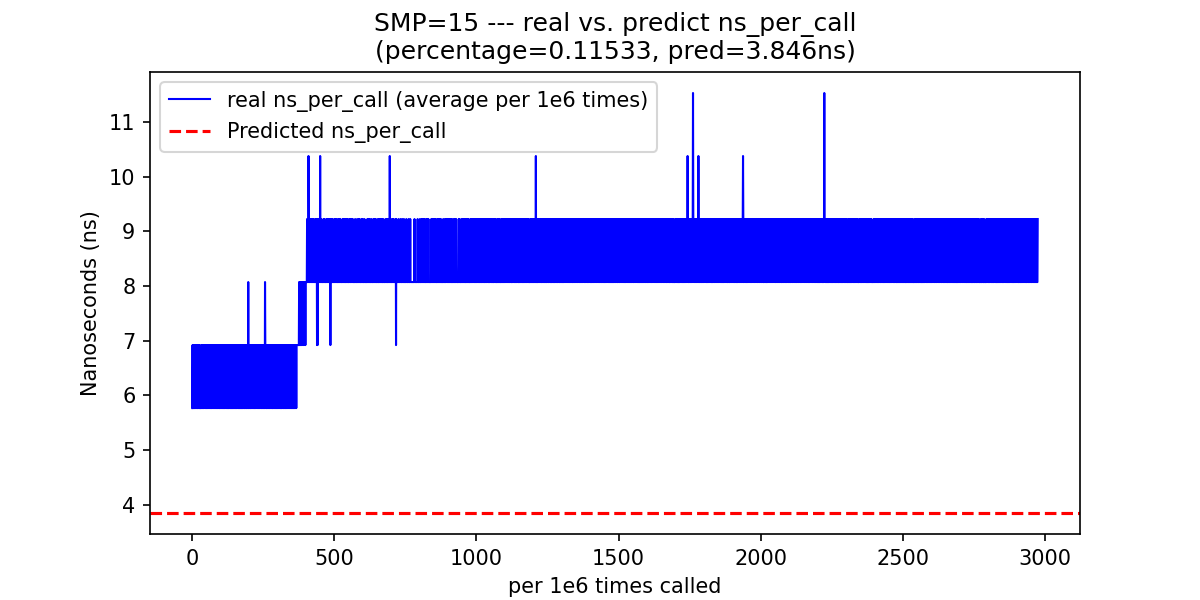 SMP=15 --- real vs. predict ns_per_call
(percentage=0.11533, pred=3.846ns)
real ns_per_call (average per 1e6 times)
Predicted ns_per_call
Nanoseconds (ns)
11
10
9
8
7
6
5
4
0 500 1000 1500 2000 2500 3000
per 1e6 times called